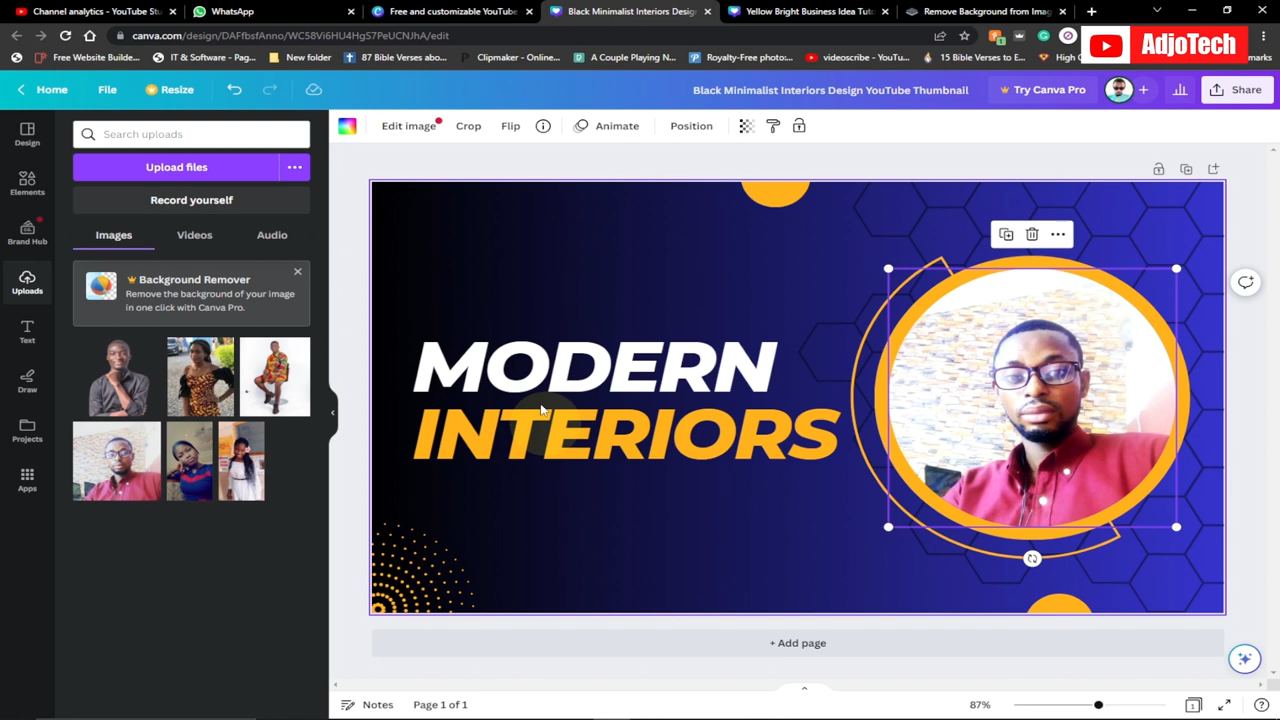 Channel analytics - YouTube Stu
WhatsApp
Free and customizable YouTube
Black Minimalist Interiors Desig
Yellow Bright Business Idea Tuto
Remove Background from Imag
canva.com/design/DAFfbsfAnno/WC58Vi6HU4HgS7PeUCNJhA/edit
AdjoTech
Free Website Builde...
IT & Software - Pag...
New folder
87 Bible Verses abo...
Clipmaker - Online...
A Couple Playing N...
Royalty-Free photo:...
videoscribe - YouTu...
15 Bible Verses to E...
High
marks
Home
File
Resize
Black Minimalist Interiors Design YouTube Thumbnail
Try Canva Pro
Share
Design
Elements
Brand Hub
Uploads
Text
Draw
Projects
Apps
Search uploads
Upload files
Record yourself
Images
Videos
Audio
Background Remover
Remove the background of your image
in one click with Canva Pro.
Edit image
Crop
Flip
Animate
Position
MODERN
INTERIORS
+ Add page
Notes
Page 1 of 1
87%
1